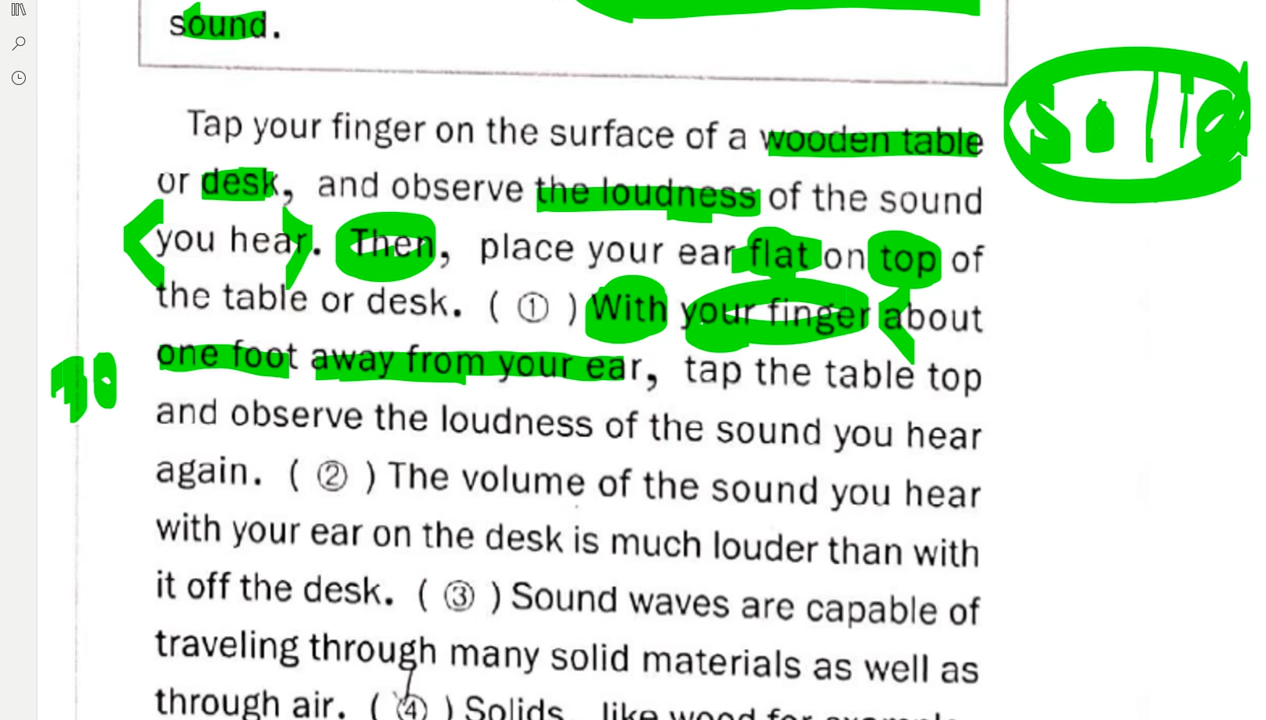 sound.
Tap your finger on the surface of a wooden table
or desk, and observe the loudness of the sound
you hear. Then, place your ear flat on top of
the table or desk. ( ① ) With your finger about
one foot away from your ear, tap the table top
and observe the loudness of the sound you hear
again. ( ② ) The volume of the sound you hear
with your ear on the desk is much louder than with
it off the desk. ( ③ ) Sound waves are capable of
traveling through many solid materials as well as
through air. ( ④ ) Solids, like wood for example,
solid